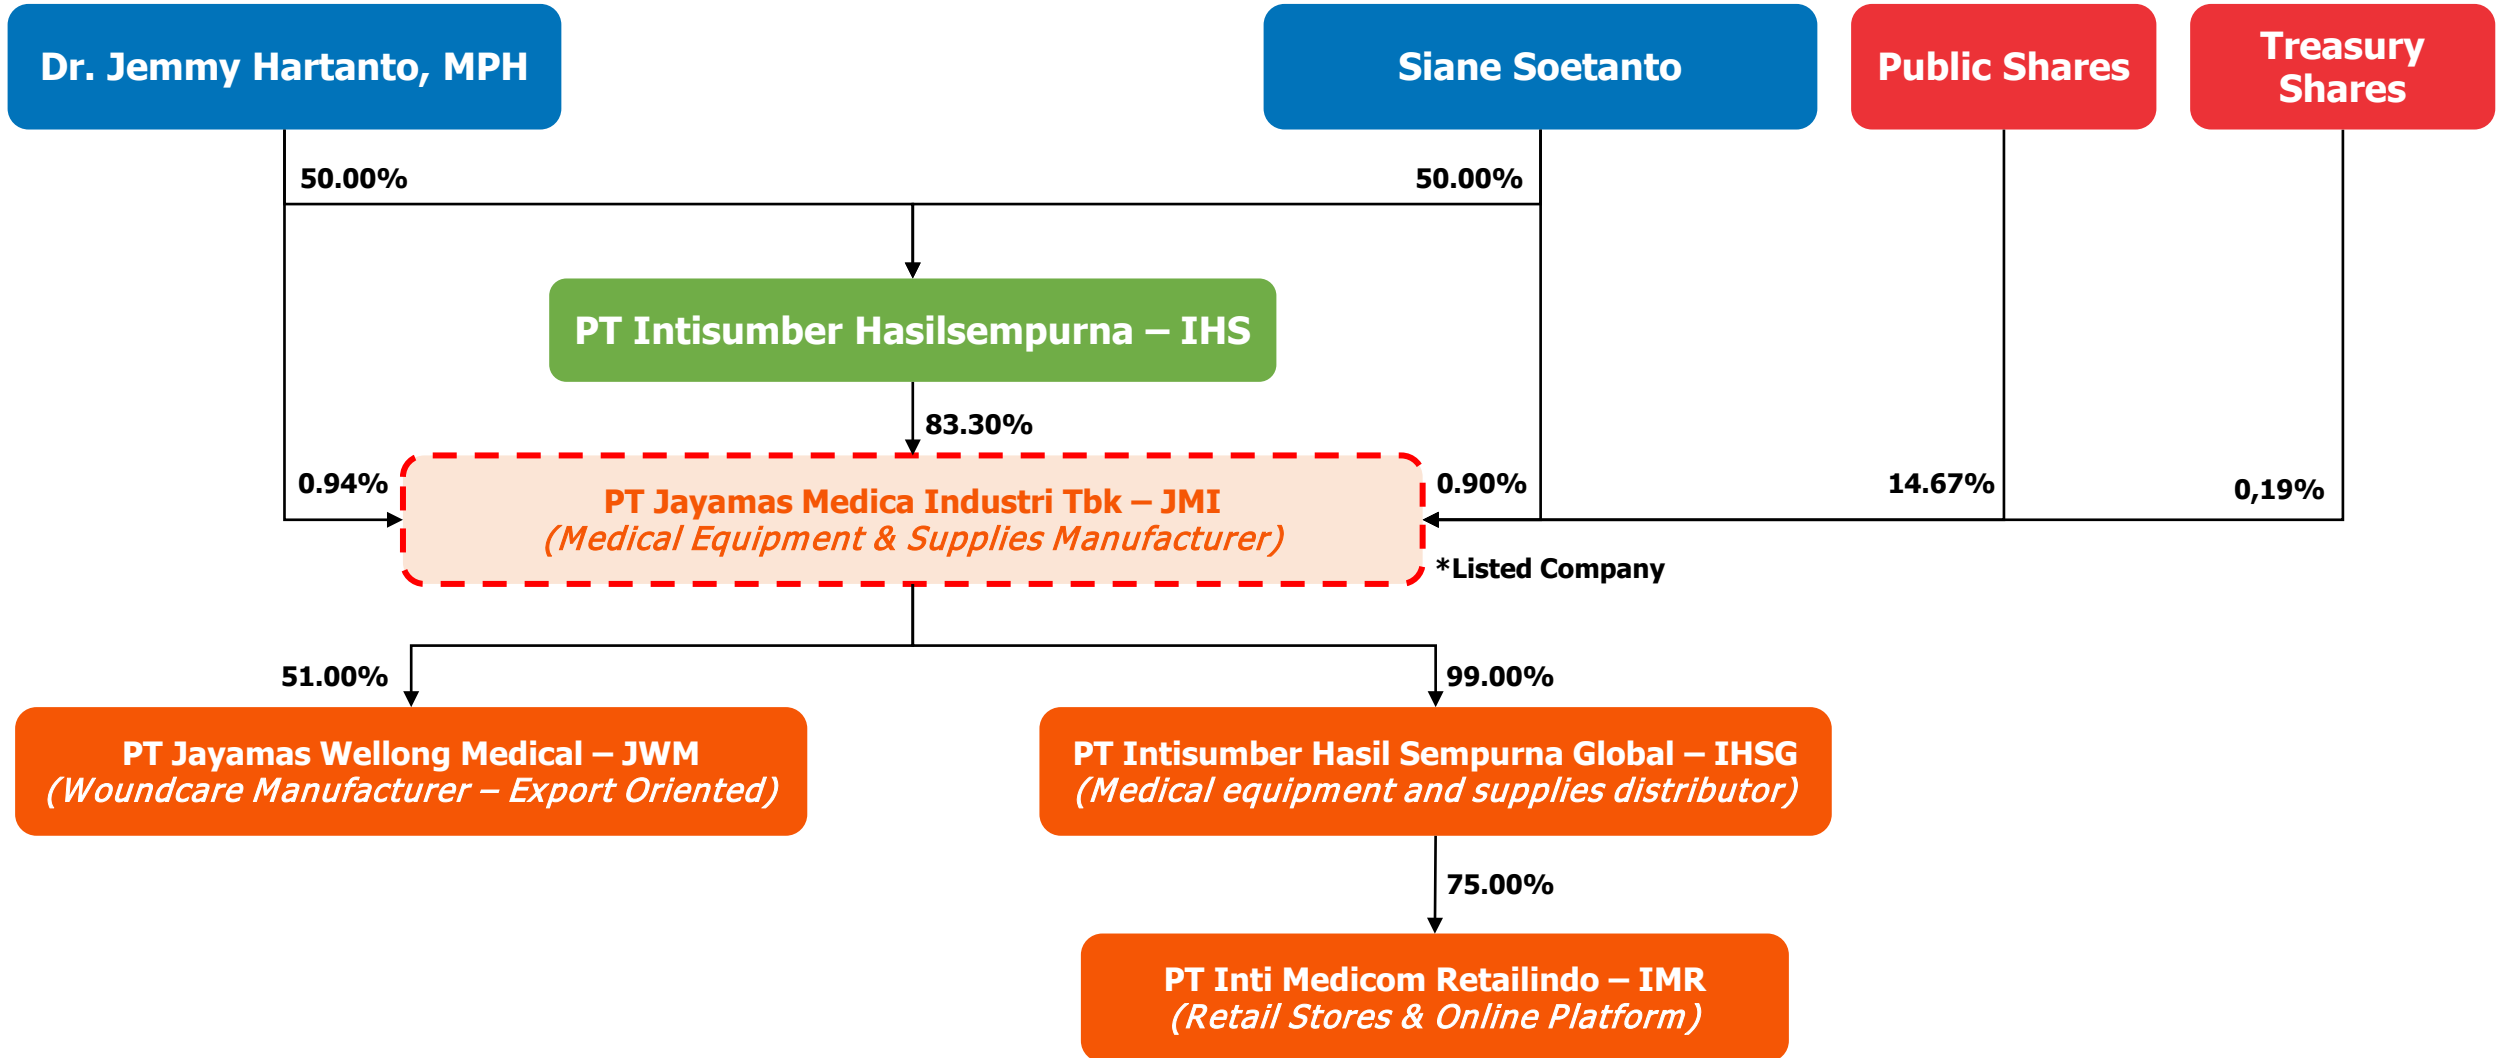 Dr. Jemmy Hartanto, MPH
Siane Soetanto
Public Shares
Treasury
Shares
50.00%
50.00%
PT Intisumber Hasilsempurna – IHS
83.30%
0.94%
0.90%
14.67%
0,19%
PT Jayamas Medica Industri Tbk – JMI
(Medical Equipment & Supplies Manufacturer)
*Listed Company
51.00%
99.00%
PT Jayamas Wellong Medical – JWM
(Woundcare Manufacturer – Export Oriented)
PT Intisumber Hasil Sempurna Global – IHSG
(Medical equipment and supplies distributor)
75.00%
PT Inti Medicom Retailindo – IMR
(Retail Stores & Online Platform)